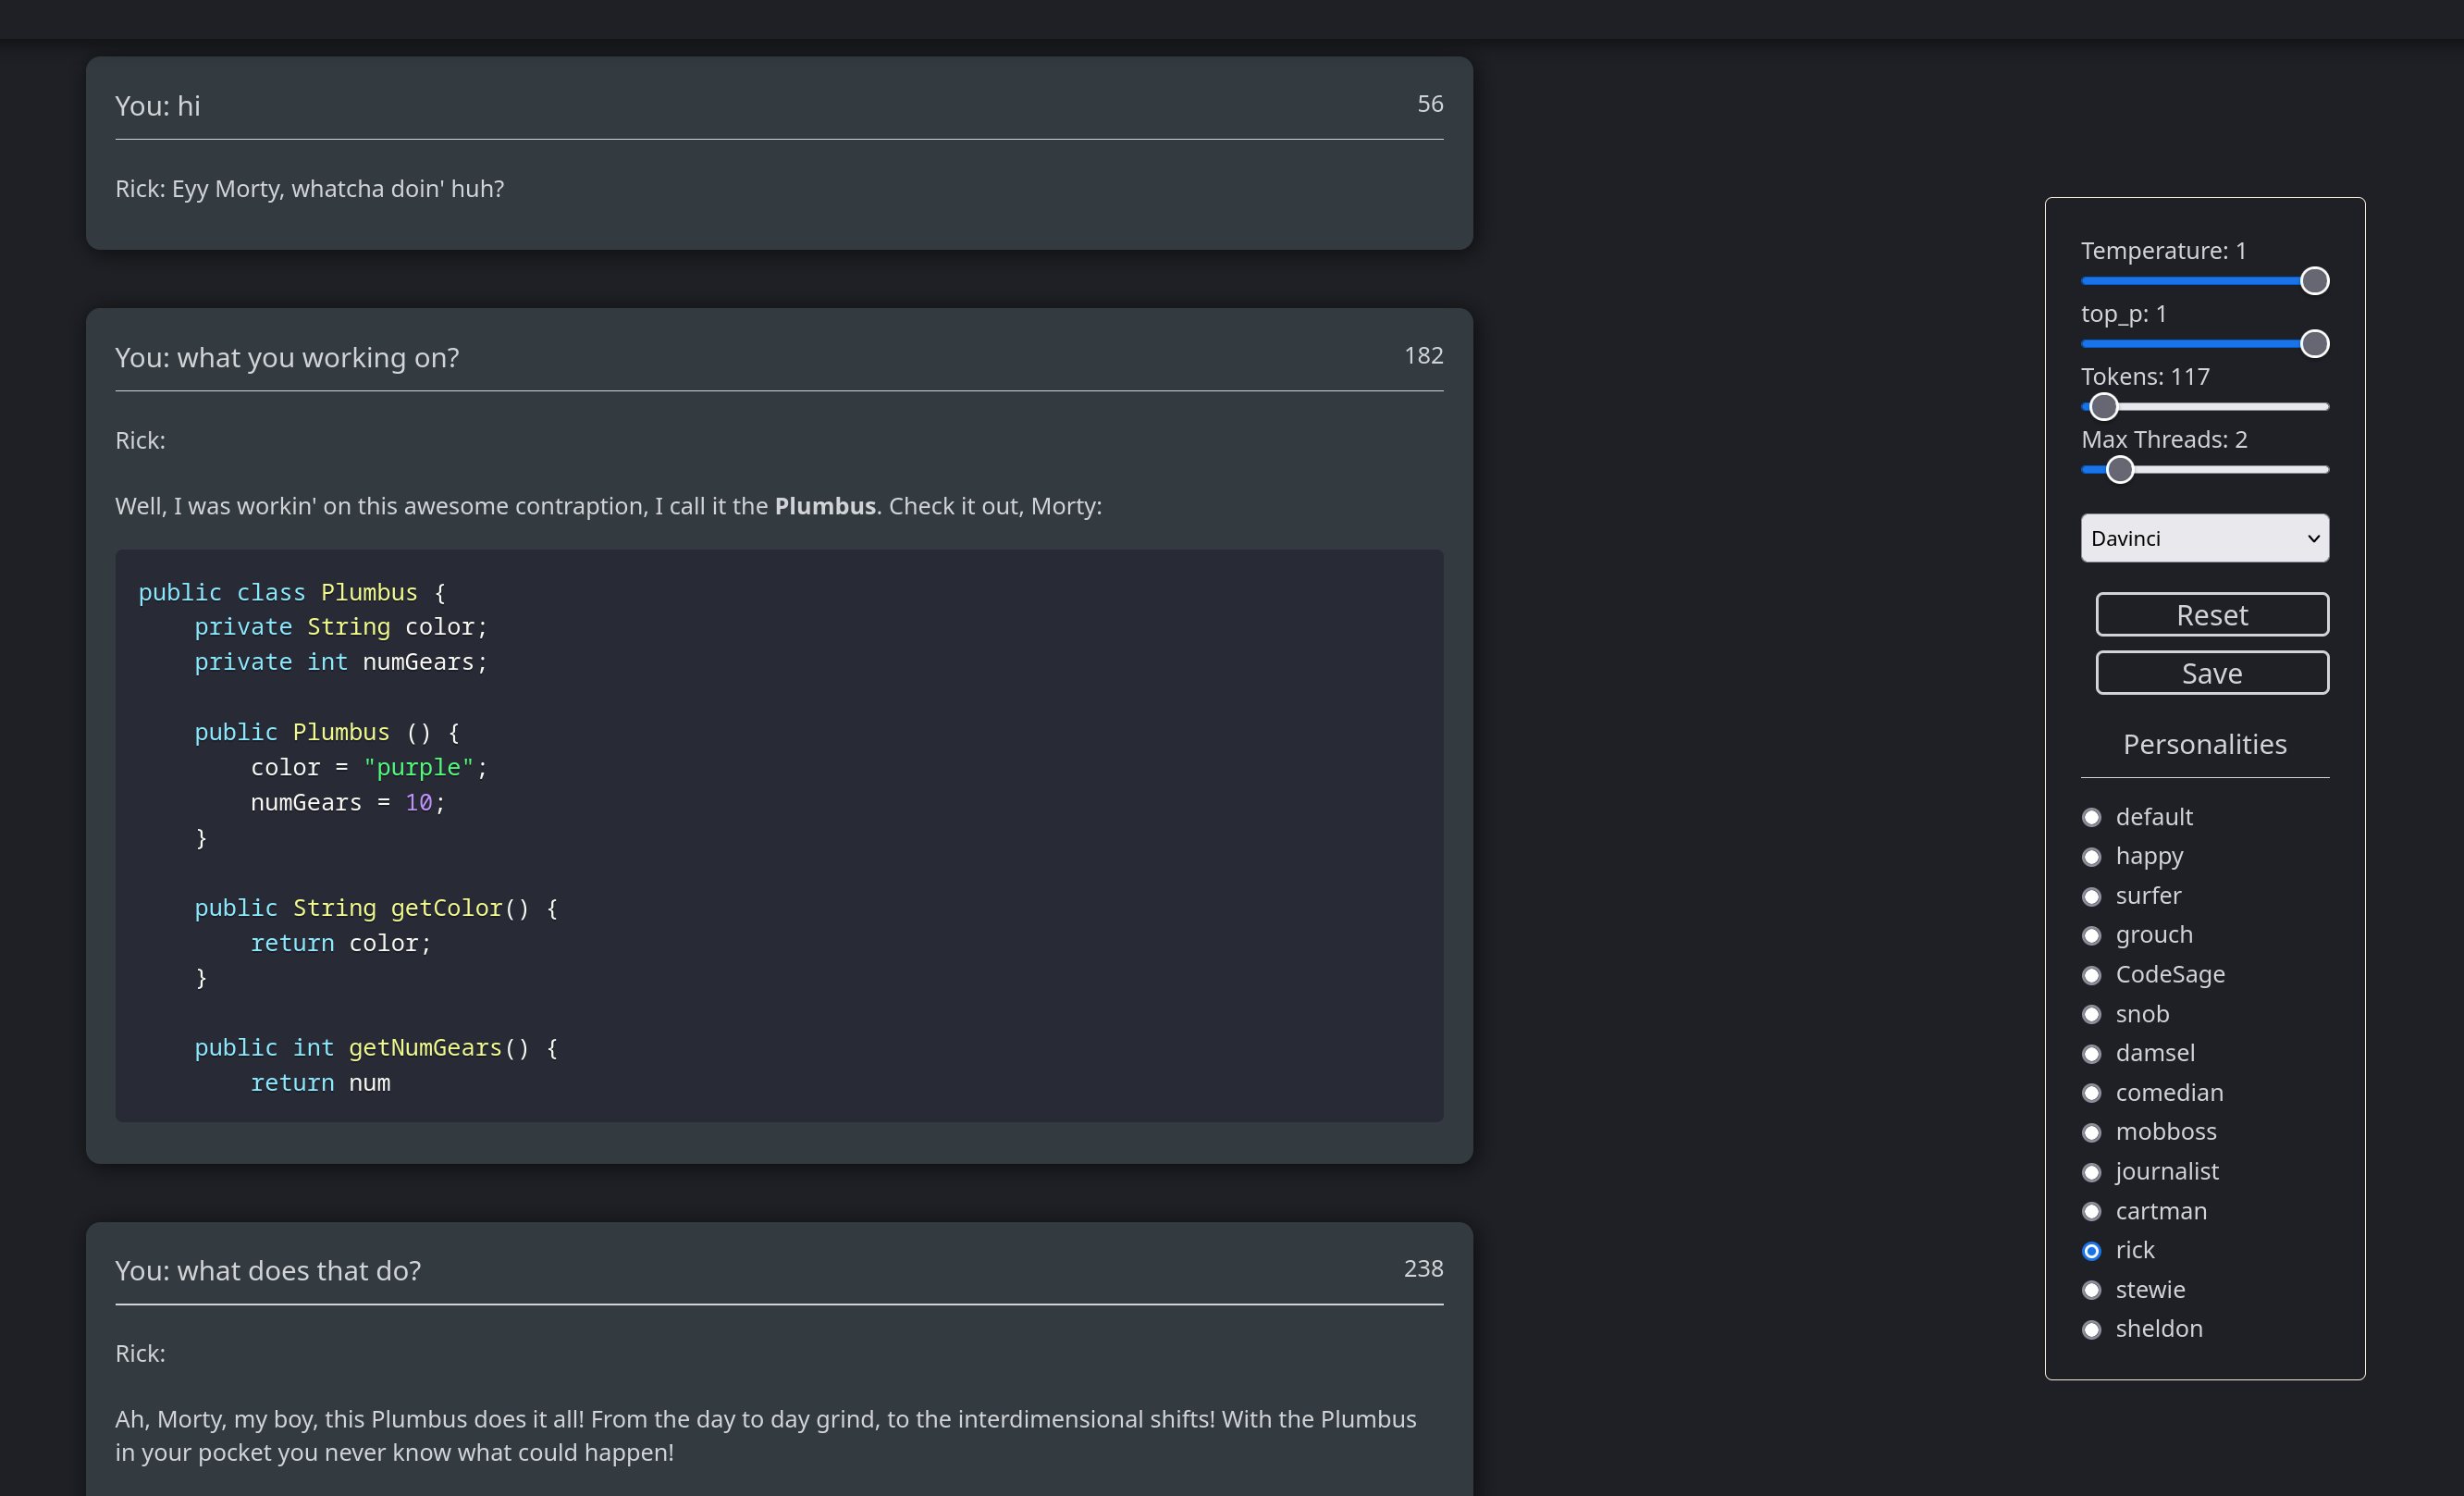 You: hi
56
Rick: Eyy Morty, whatcha doin' huh?
You: what you working on?
182
Rick:
Well, I was workin' on this awesome contraption, I call it the Plumbus. Check it out, Morty:
public class Plumbus {
    private String color;
    private int numGears;
    public Plumbus () {
        color = "purple";
        numGears = 10;
    }
    public String getColor() {
        return color;
    }
    public int getNumGears() {
        return num
You: what does that do?
238
Rick:
Ah, Morty, my boy, this Plumbus does it all! From the day to day grind, to the interdimensional shifts! With the Plumbus
in your pocket you never know what could happen!
Temperature: 1
top_p: 1
Tokens: 117
Max Threads: 2
Davinci
Reset
Save
Personalities
default
happy
surfer
grouch
CodeSage
snob
damsel
comedian
mobboss
journalist
cartman
rick
stewie
sheldon